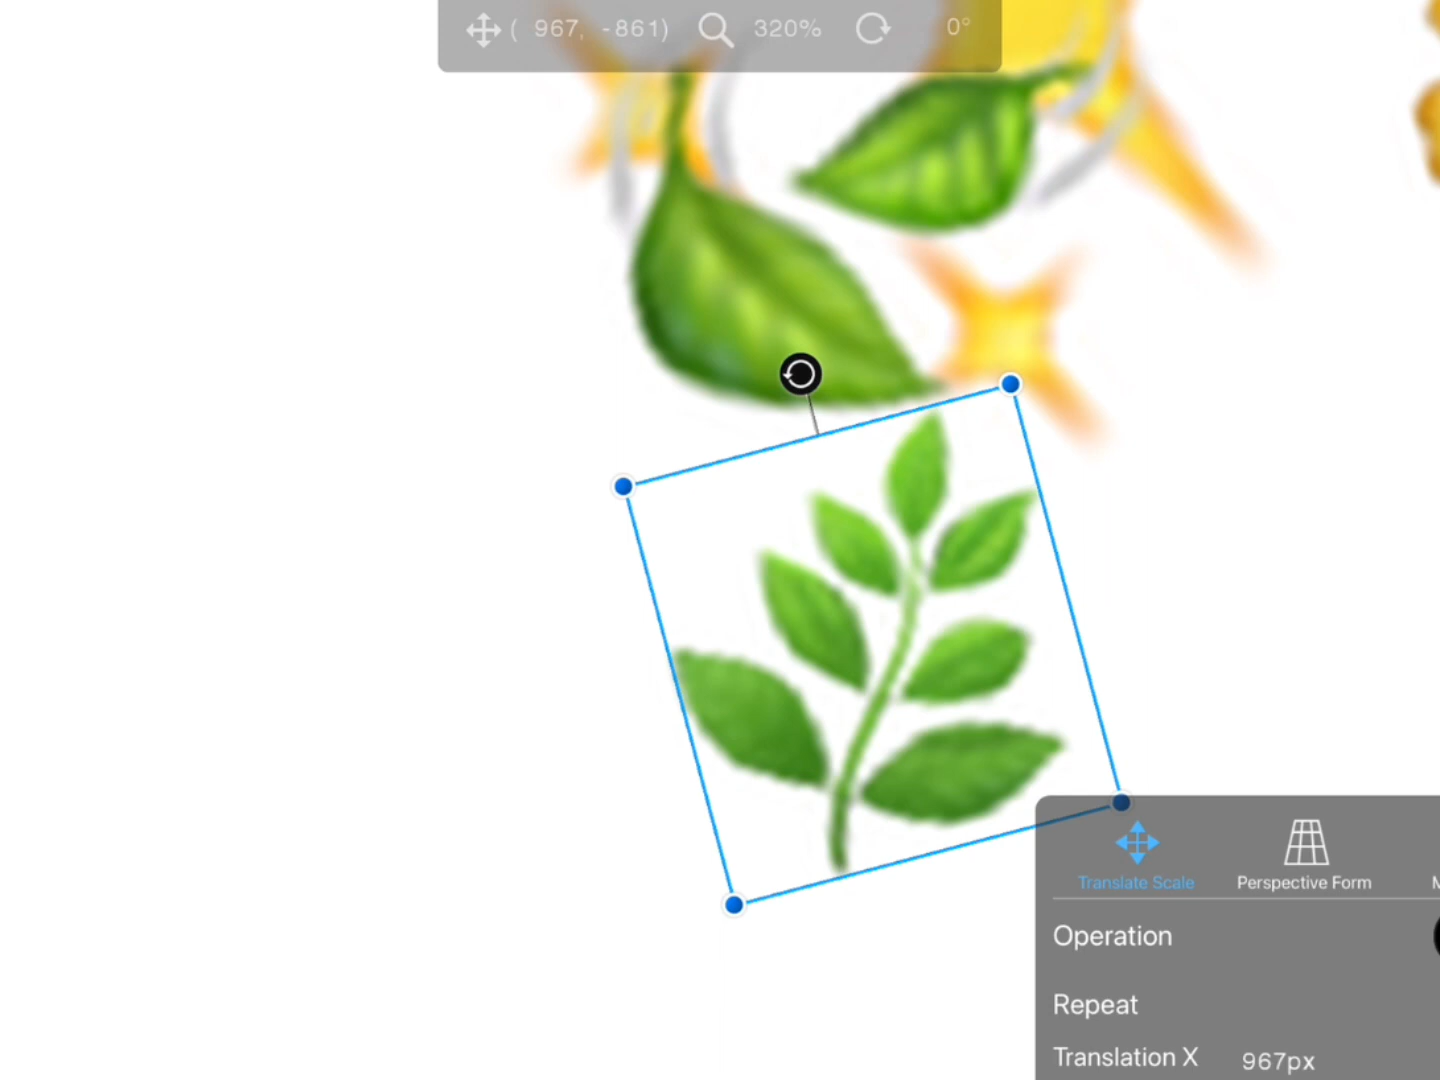 ( 967, -861) 320% 0°
Translate Scale Perspective Form M
Operation
Repeat
Translation X 967px